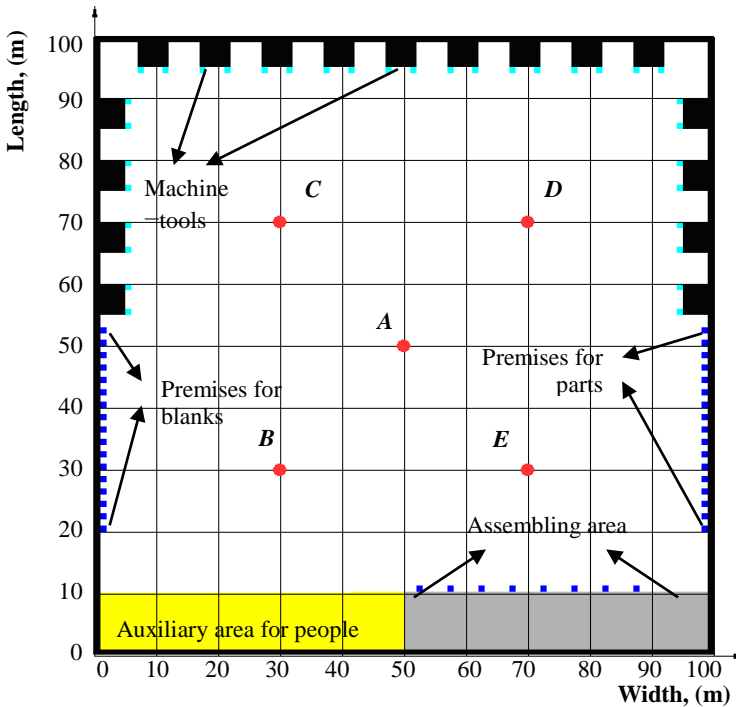 Length, (m)
100
90
80
70
60
50
40
30
20
10
0
Machine
–tools
C
D
A
Premises for
parts
Premises for
blanks
B
E
Assembling area
Auxiliary area for people
0 10 20 30 40 50 60 70 80 90 100
Width, (m)